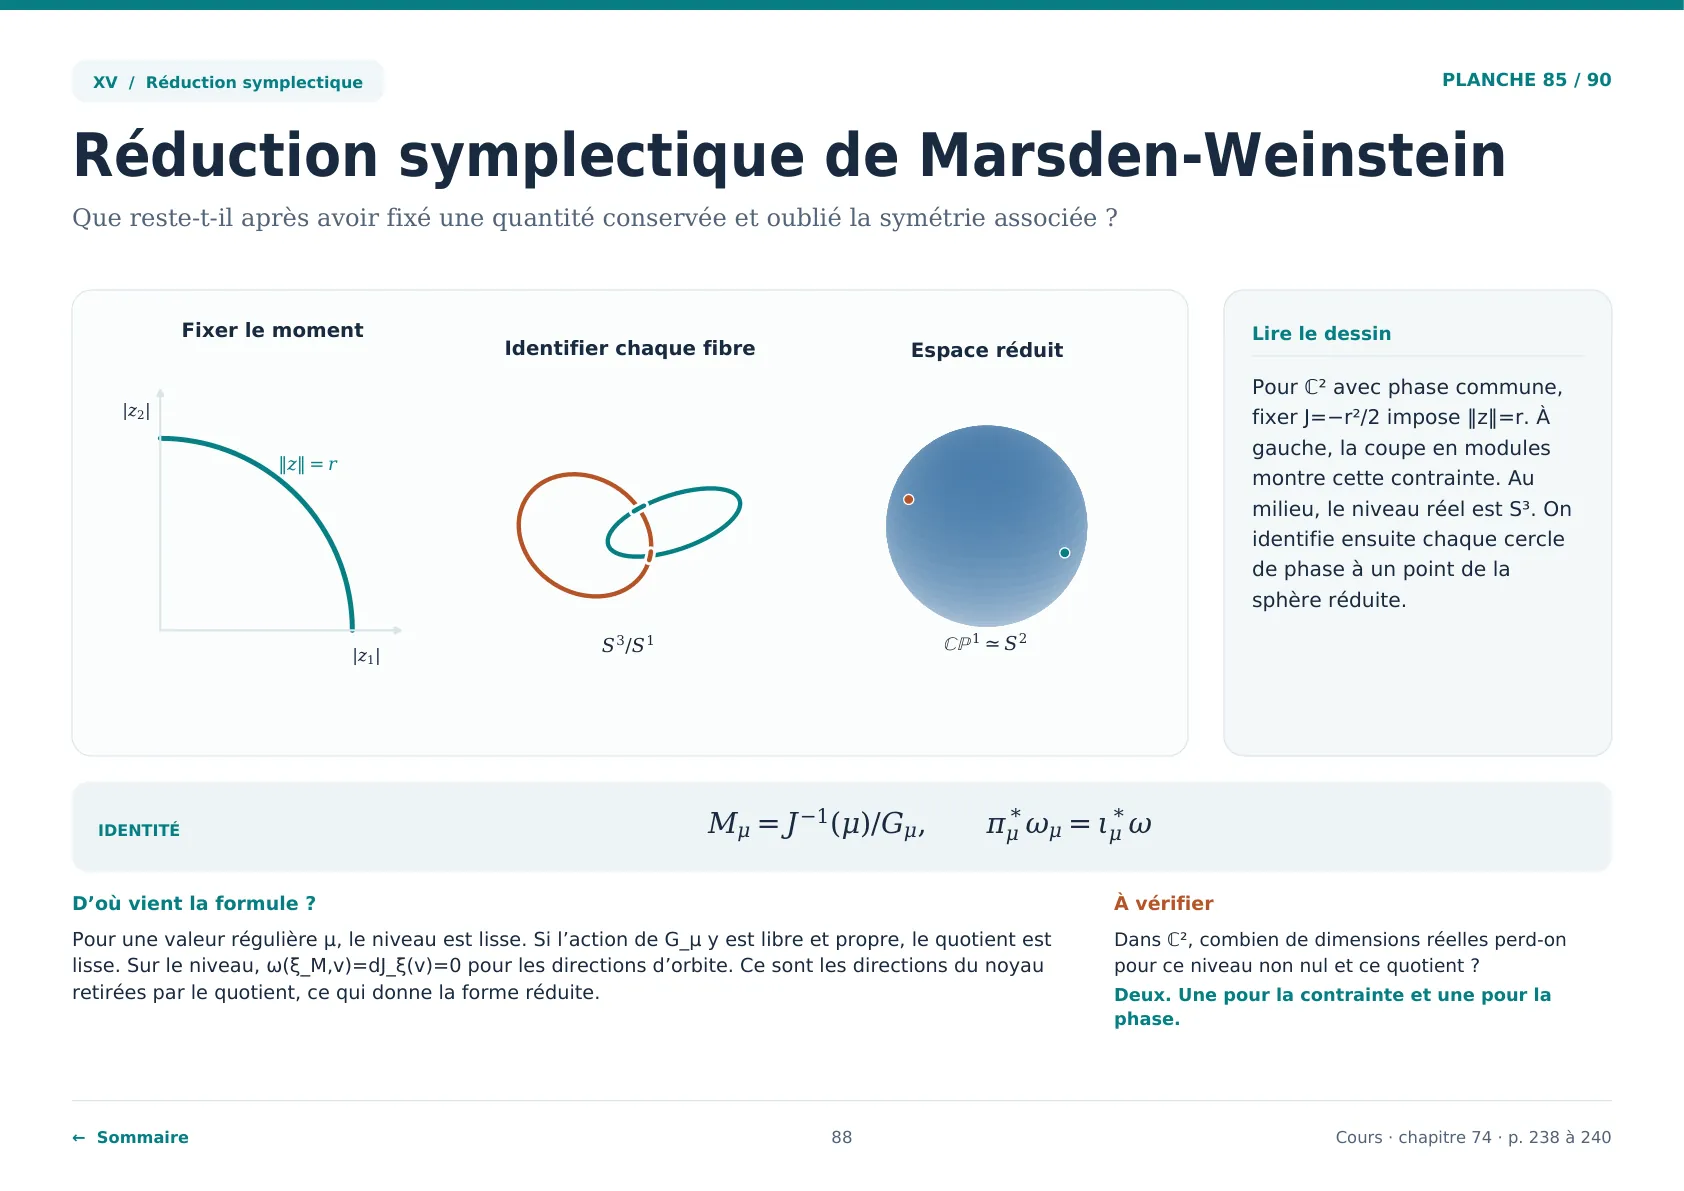 XV / Réduction symplectique
PLANCHE 85 / 90
Réduction symplectique de Marsden-Weinstein
Que reste-t-il après avoir fixé une quantité conservée et oublié la symétrie associée ?
Fixer le moment
|z₂|
‖z‖ = r
|z₁|
Identifier chaque fibre
S³/S¹
Espace réduit
ℂℙ¹ ≃ S²
Lire le dessin
Pour ℂ² avec phase commune,
fixer J=−r²/2 impose ‖z‖=r. À
gauche, la coupe en modules
montre cette contrainte. Au
milieu, le niveau réel est S³. On
identifie ensuite chaque cercle
de phase à un point de la
sphère réduite.
IDENTITÉ
M_μ = J⁻¹(μ)/G_μ, π_μ^* ω_μ = ι_μ^* ω
D’où vient la formule ?
Pour une valeur régulière μ, le niveau est lisse. Si l’action de G_μ y est libre et propre, le quotient est
lisse. Sur le niveau, ω(ξ_M,v)=dJ_ξ(v)=0 pour les directions d’orbite. Ce sont les directions du noyau
retirées par le quotient, ce qui donne la forme réduite.
À vérifier
Dans ℂ², combien de dimensions réelles perd-on
pour ce niveau non nul et ce quotient ?
Deux. Une pour la contrainte et une pour la
phase.
← Sommaire
88
Cours · chapitre 74 · p. 238 à 240